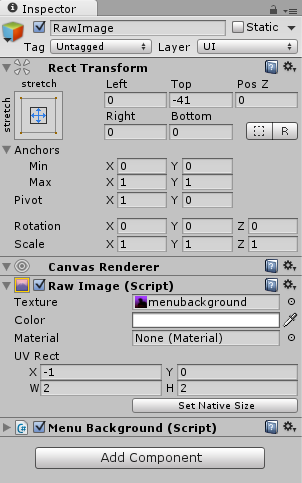 Inspector
RawImage Static
Tag Untagged Layer UI
Rect Transform
stretch Left Top Pos Z
stretch 0 -41 0
Right Bottom
0 0 R
Anchors
Min X 0 Y 0
Max X 1 Y 1
Pivot X 1 Y 0
Rotation X 0 Y 0 Z 0
Scale X 1 Y 1 Z 1
Canvas Renderer
Raw Image (Script)
Texture menubackground
Color
Material None (Material)
UV Rect
X -1 Y 0
W 2 H 2
Set Native Size
C# Menu Background (Script)
Add Component